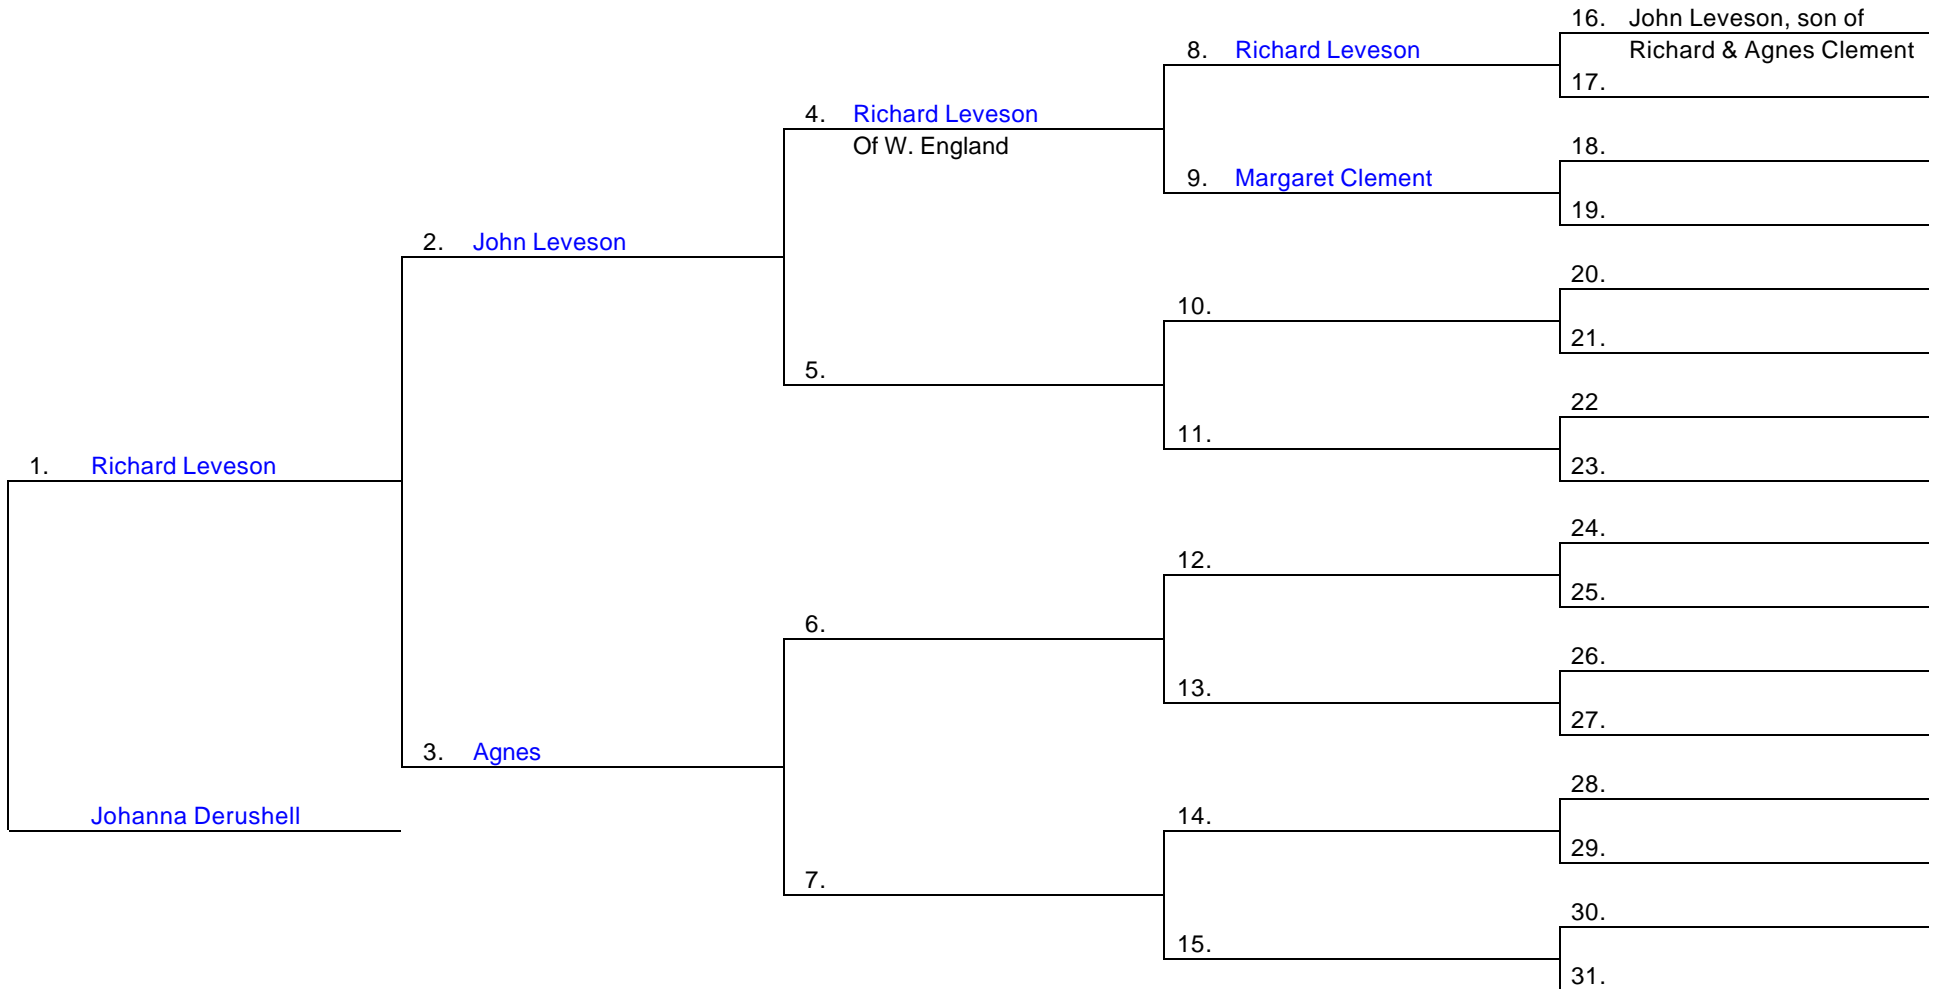 16. John Leveson, son of
8. Richard Leveson
Richard & Agnes Clement
17.
4. Richard Leveson
Of W. England
18.
9. Margaret Clement
19.
2. John Leveson
20.
10.
21.
5.
22
11.
1. Richard Leveson
23.
24.
12.
25.
6.
26.
13.
27.
3. Agnes
28.
Johanna Derushell
14.
29.
7.
30.
15.
31.